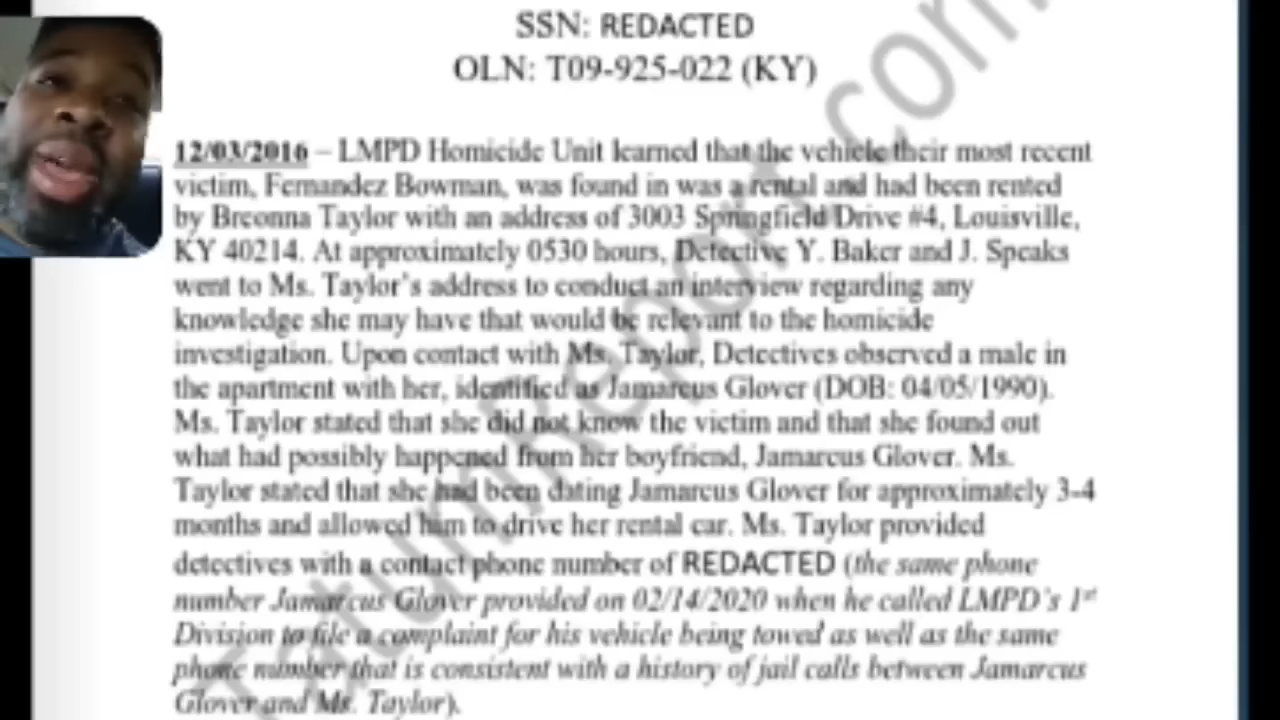 SSN: REDACTED
OLN: T09-925-022 (KY)
12/03/2016 – LMPD Homicide Unit learned that the vehicle their most recent
victim, Fernandez Bowman, was found in was a rental and had been rented
by Breonna Taylor with an address of 3003 Springfield Drive #4, Louisville,
KY 40214. At approximately 0530 hours, Detective Y. Baker and J. Speaks
went to Ms. Taylor's address to conduct an interview regarding any
knowledge she may have that would be relevant to the homicide
investigation. Upon contact with Ms. Taylor, Detectives observed a male in
the apartment with her, identified as Jamarcus Glover (DOB: 04/05/1990).
Ms. Taylor stated that she did not know the victim and that she found out
what had possibly happened from her boyfriend, Jamarcus Glover. Ms.
Taylor stated that she had been dating Jamarcus Glover for approximately 3-4
months and allowed him to drive her rental car. Ms. Taylor provided
detectives with a contact phone number of REDACTED (the same phone
number Jamarcus Glover provided on 02/14/2020 when he called LMPD's 1st
Division to file a complaint for his vehicle being towed as well as the same
phone number that is consistent with a history of jail calls between Jamarcus
Glover and Ms. Taylor).
TatumReport.com